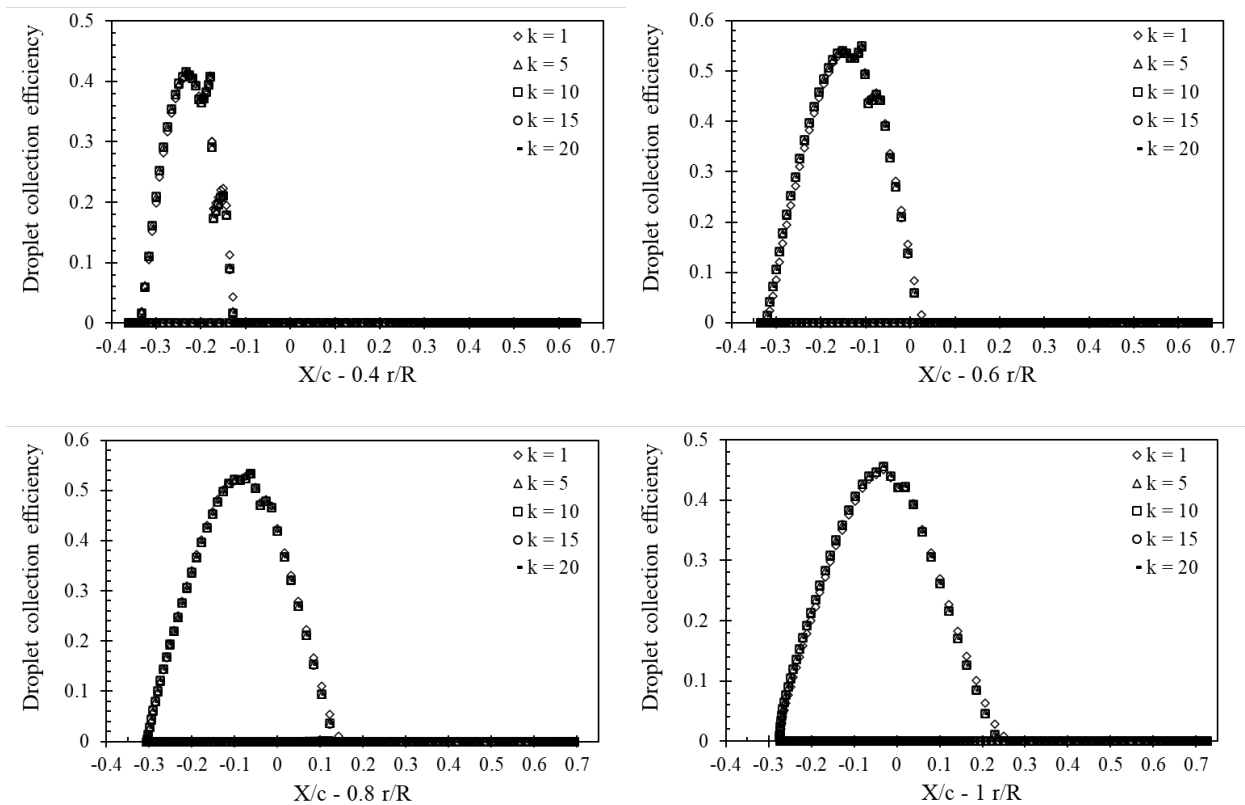 Droplet collection efficiency
0.5
0.4
0.3
0.2
0.1
0
-0.4 -0.3 -0.2 -0.1 0 0.1 0.2 0.3 0.4 0.5 0.6 0.7
X/c - 0.4 r/R
k = 1
k = 5
k = 10
k = 15
k = 20
Droplet collection efficiency
0.6
0.5
0.4
0.3
0.2
0.1
0
-0.4 -0.3 -0.2 -0.1 0 0.1 0.2 0.3 0.4 0.5 0.6 0.7
X/c - 0.6 r/R
k = 1
k = 5
k = 10
k = 15
k = 20
Droplet collection efficiency
0.6
0.5
0.4
0.3
0.2
0.1
0
-0.4 -0.3 -0.2 -0.1 0 0.1 0.2 0.3 0.4 0.5 0.6 0.7
X/c - 0.8 r/R
k = 1
k = 5
k = 10
k = 15
k = 20
Droplet collection efficiency
0.5
0.4
0.3
0.2
0.1
0
-0.4 -0.3 -0.2 -0.1 0 0.1 0.2 0.3 0.4 0.5 0.6 0.7
X/c - 1 r/R
k = 1
k = 5
k = 10
k = 15
k = 20